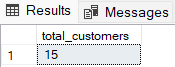 Results Messages
total_customers
1 15